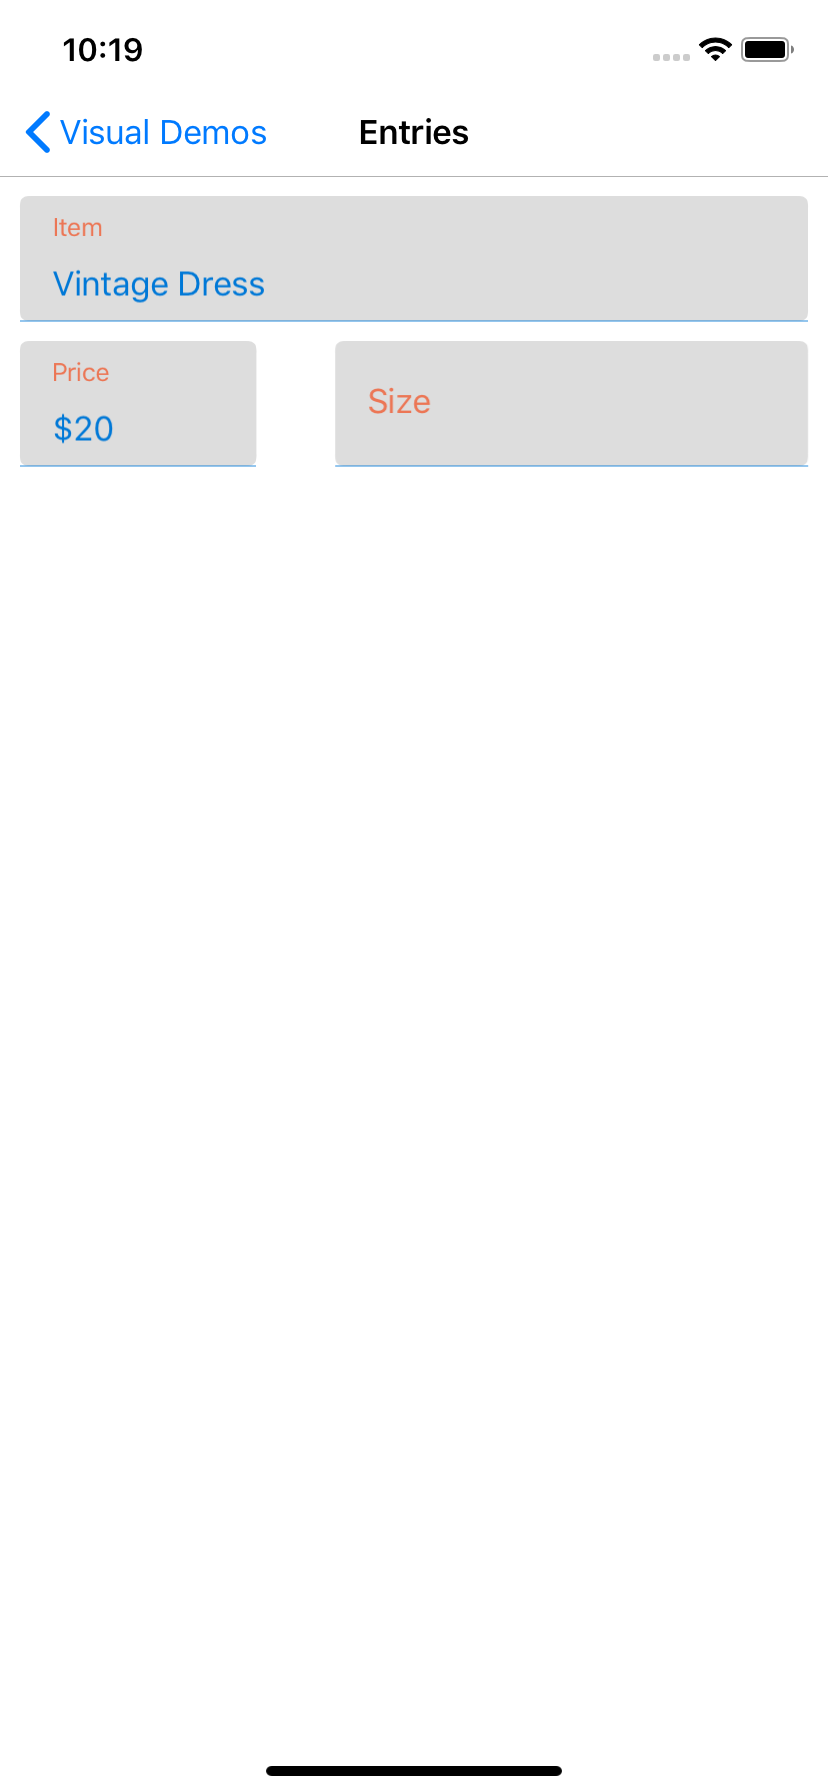 10:19
Visual Demos Entries
Item
Vintage Dress
Price
$20
Size